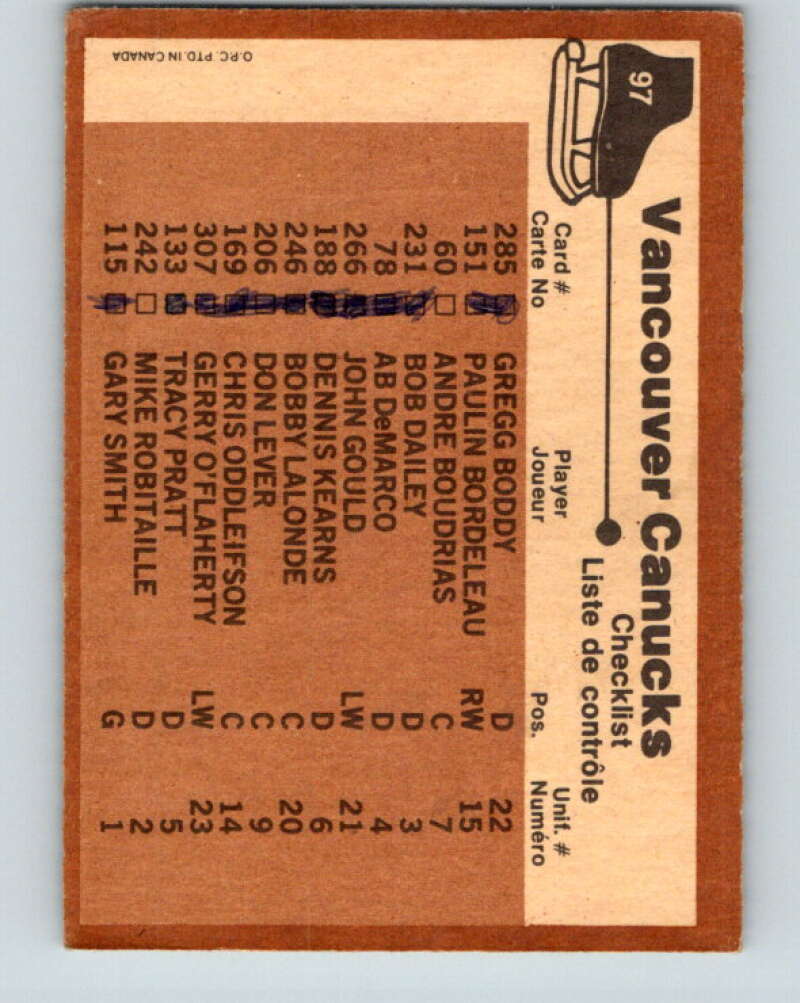 97
Vancouver Canucks
Checklist
Liste de contrôle
Card # Player Pos. Unif. #
Carte No Joueur Numéro
285 GREGG BODDY D 22
151 PAULIN BORDELEAU RW 15
60 ANDRE BOUDRIAS C 7
231 BOB DAILEY D 3
78 AB DeMARCO D 4
266 JOHN GOULD LW 21
188 DENNIS KEARNS D 6
246 BOBBY LALONDE C 20
206 DON LEVER C 9
169 CHRIS ODDLEIFSON C 14
307 GERRY O'FLAHERTY LW 23
133 TRACY PRATT D 5
242 MIKE ROBITAILLE D 2
115 GARY SMITH G 1
O.P.C. PTD. IN CANADA